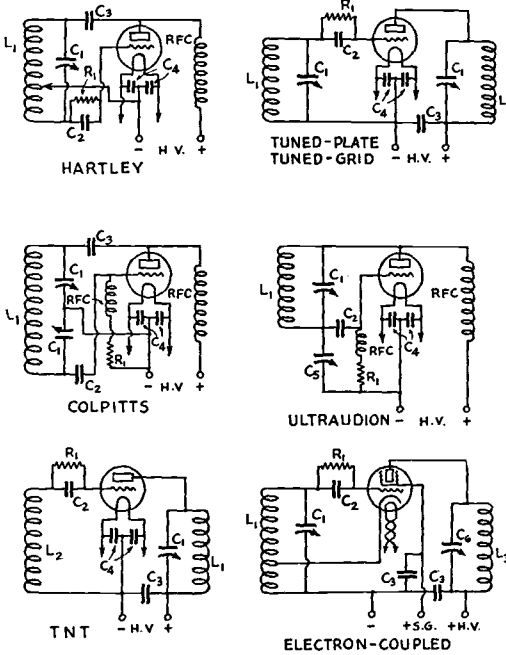 C3
L1
C1
R1
C2
RFC
C4
- H.V. +
HARTLEY
R1
C2
L1
C1
C4
C1
C3
L
- H.V. +
TUNED-PLATE
TUNED-GRID
C3
L1
C1
RFC
RFC
C1
C4
R1
C2
- H.V. +
COLPITTS
L1
C1
RFC
C2
C4
C5
RFC
R1
ULTRAUDION
- H.V. +
R1
C2
L2
C4
C1
L1
C3
- H.V +
TNT
R1
C2
L1
C1
C6
L3
C3
C3
- +S.G. +H.V.
ELECTRON-COUPLED